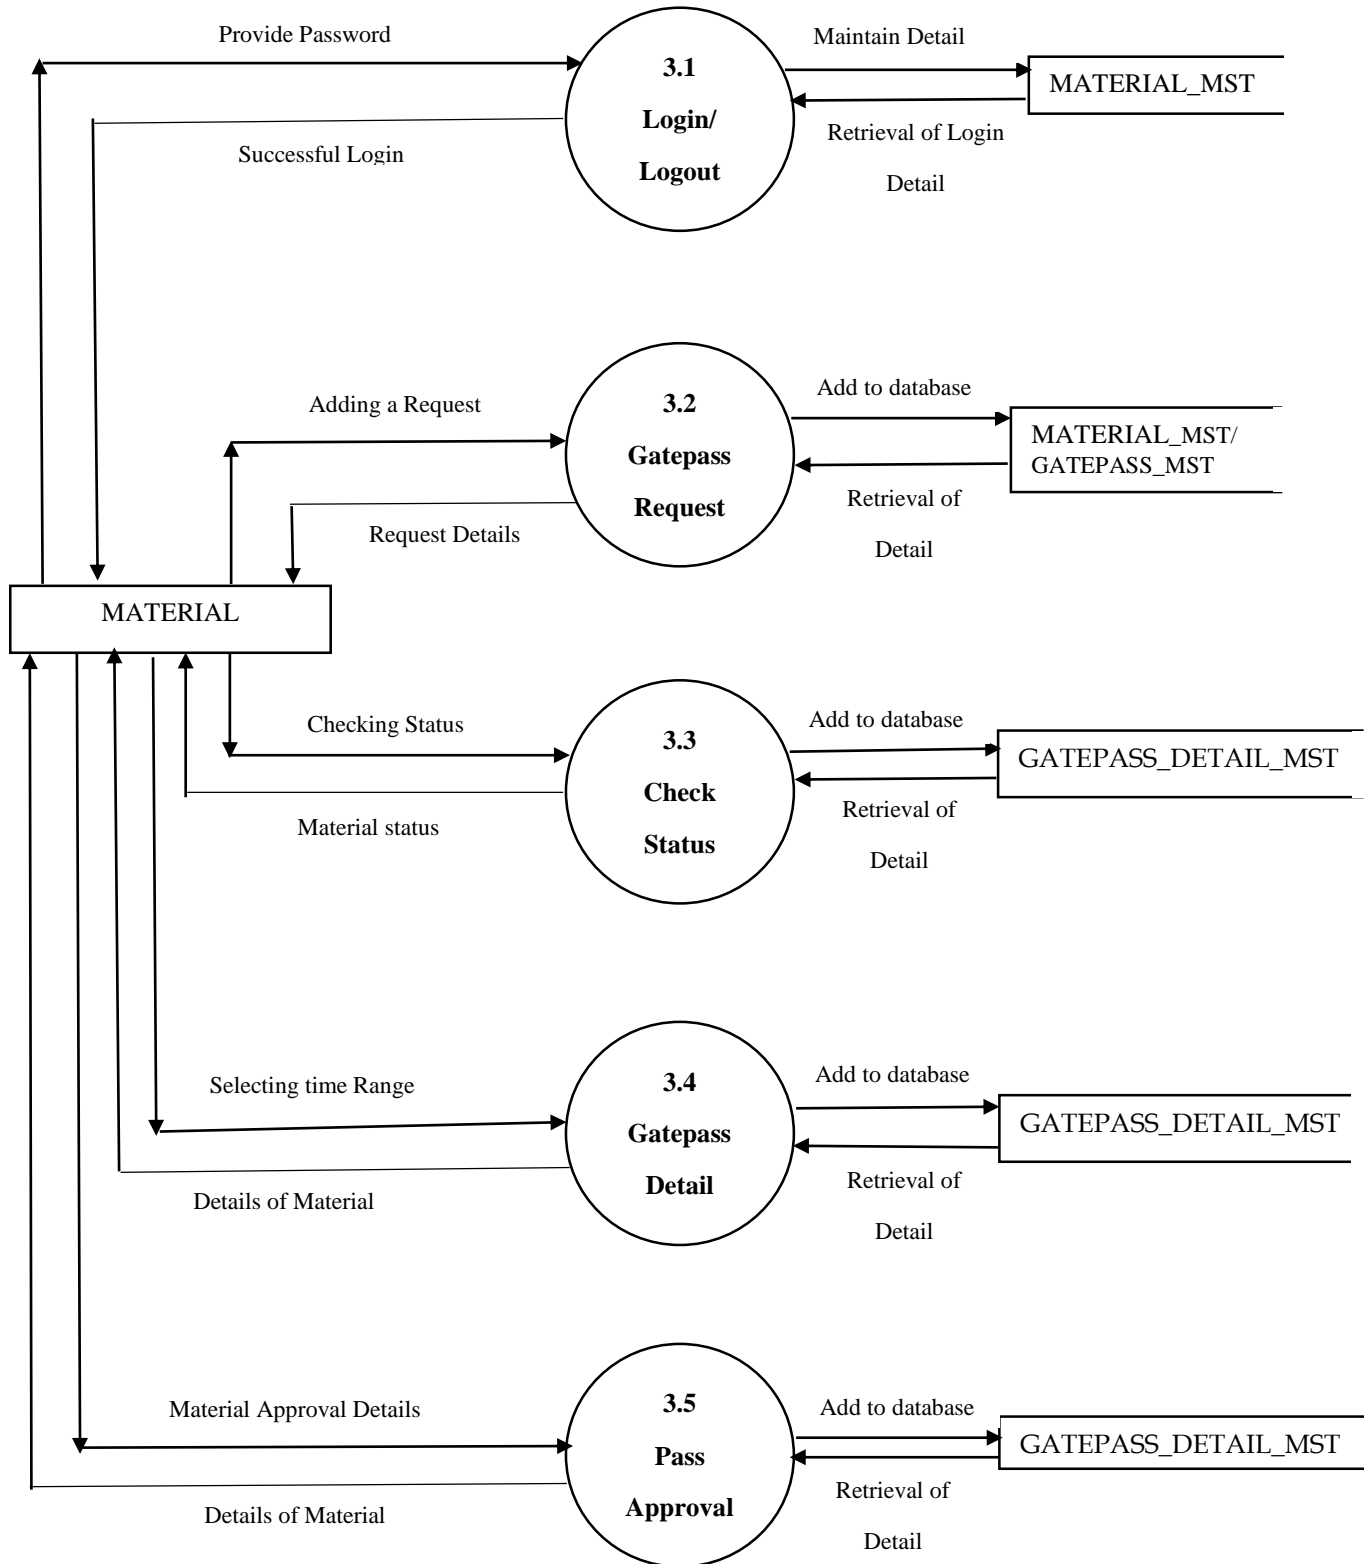 Provide Password
3.1
Login/
Logout
Maintain Detail
MATERIAL_MST
Successful Login
Retrieval of Login
Detail
Adding a Request
3.2
Gatepass
Request
Add to database
MATERIAL_MST/
GATEPASS_MST
Request Details
Retrieval of
Detail
MATERIAL
Checking Status
3.3
Check
Status
Add to database
GATEPASS_DETAIL_MST
Material status
Retrieval of
Detail
Selecting time Range
3.4
Gatepass
Detail
Add to database
GATEPASS_DETAIL_MST
Details of Material
Retrieval of
Detail
Material Approval Details
3.5
Pass
Approval
Add to database
GATEPASS_DETAIL_MST
Details of Material
Retrieval of
Detail